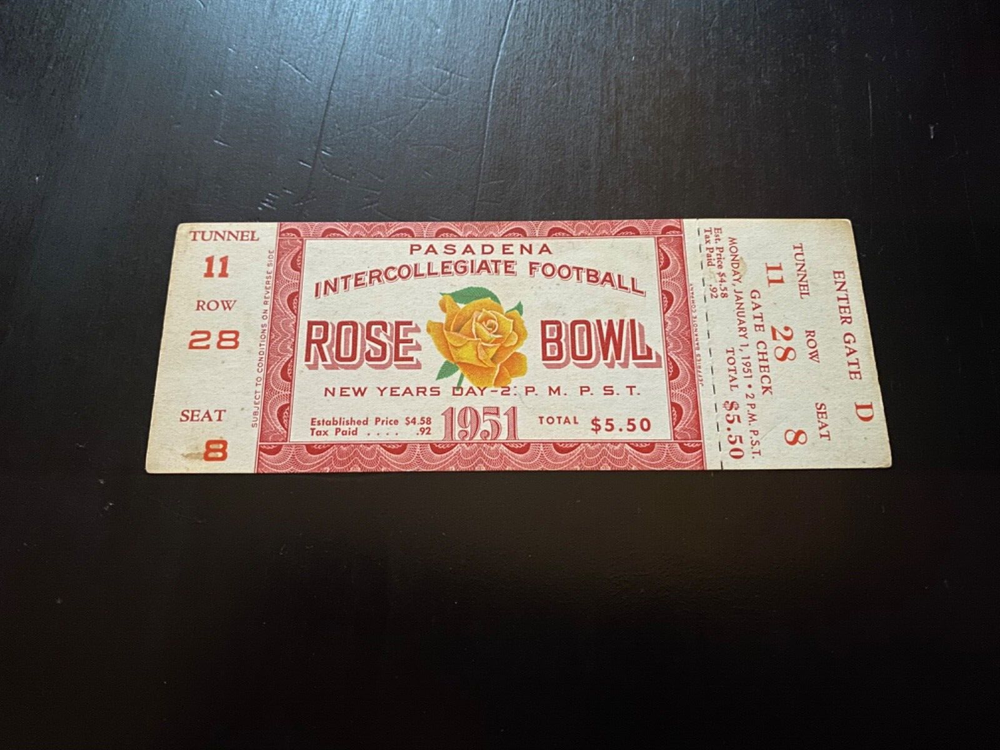 TUNNEL
11
ROW
28
SEAT
8
SUBJECT TO CONDITIONS ON REVERSE SIDE
PASADENA
INTERCOLLEGIATE FOOTBALL
ROSE BOWL
NEW YEARS DAY-2: P. M. P. S. T.
Established Price $4.58
Tax Paid . . . . .92
1951
TOTAL $5.50
ENTER GATE D
TUNNEL ROW SEAT
11 28 8
GATE CHECK
MONDAY, JANUARY 1, 1951 • 2 P.M. P.S.T.
Est. Price $4.58
Tax Paid .92
TOTAL $5.50